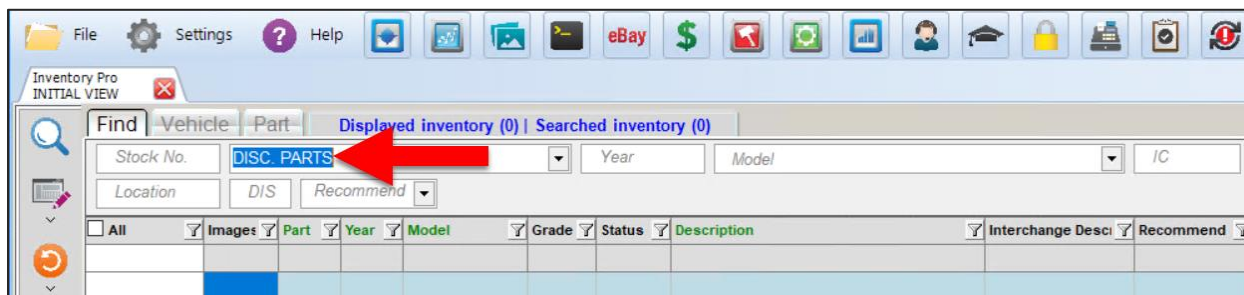 File Settings Help eBay
Inventory Pro
INITIAL VIEW
Find Vehicle Part Displayed inventory (0) | Searched inventory (0)
Stock No. DISC. PARTS Year Model IC
Location DIS Recommend
All Images Part Year Model Grade Status Description Interchange Descr Recommend